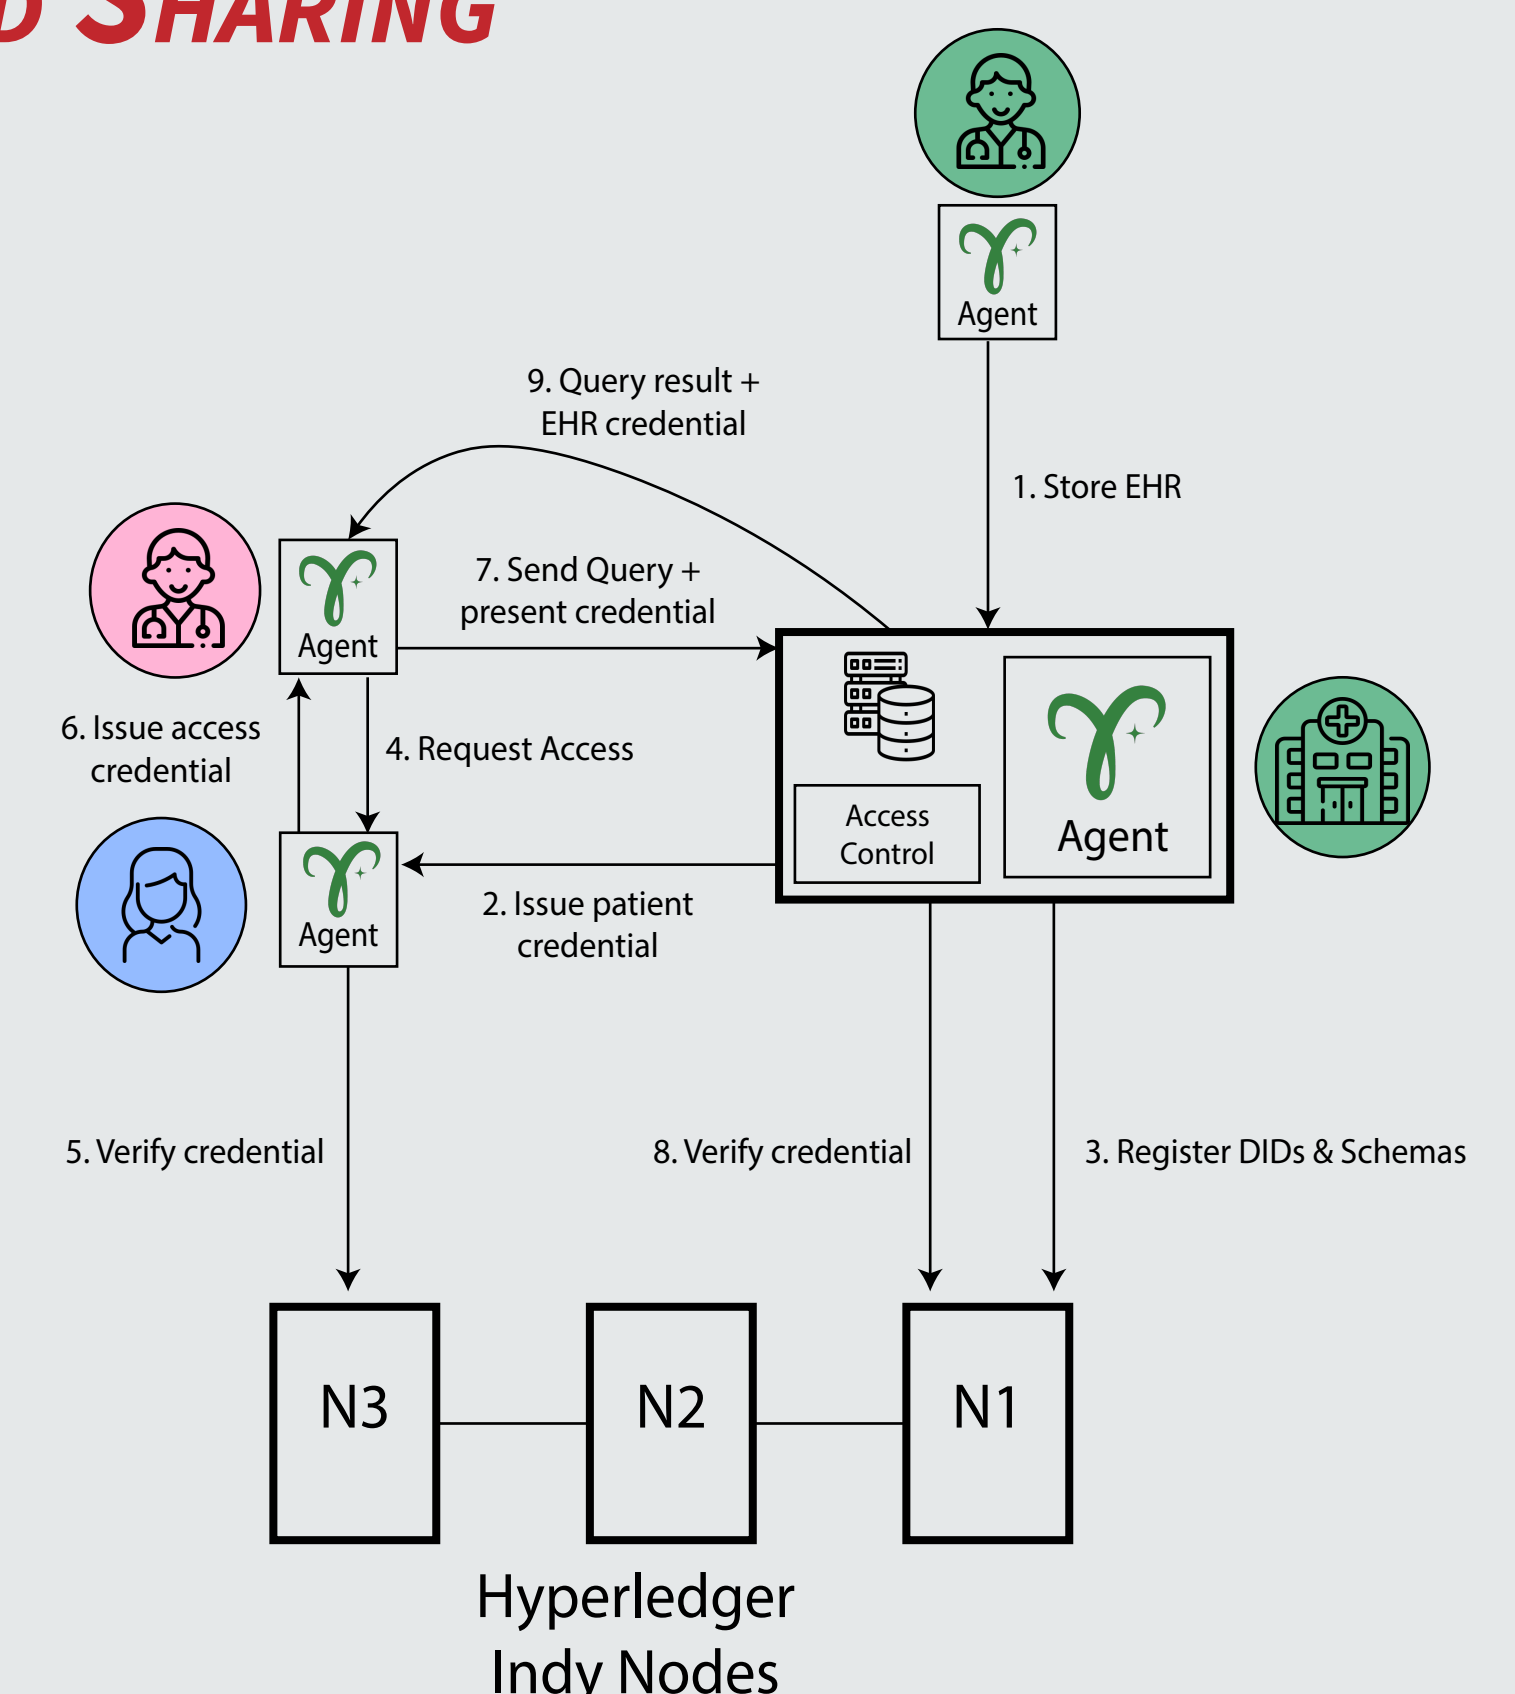 D SHARING
Agent
9. Query result +
EHR credential
1. Store EHR
7. Send Query +
present credential
Agent
6. Issue access
credential
4. Request Access
Access
Control
Agent
Agent
2. Issue patient
credential
5. Verify credential
8. Verify credential
3. Register DIDs & Schemas
N3
N2
N1
Hyperledger
Indy Nodes